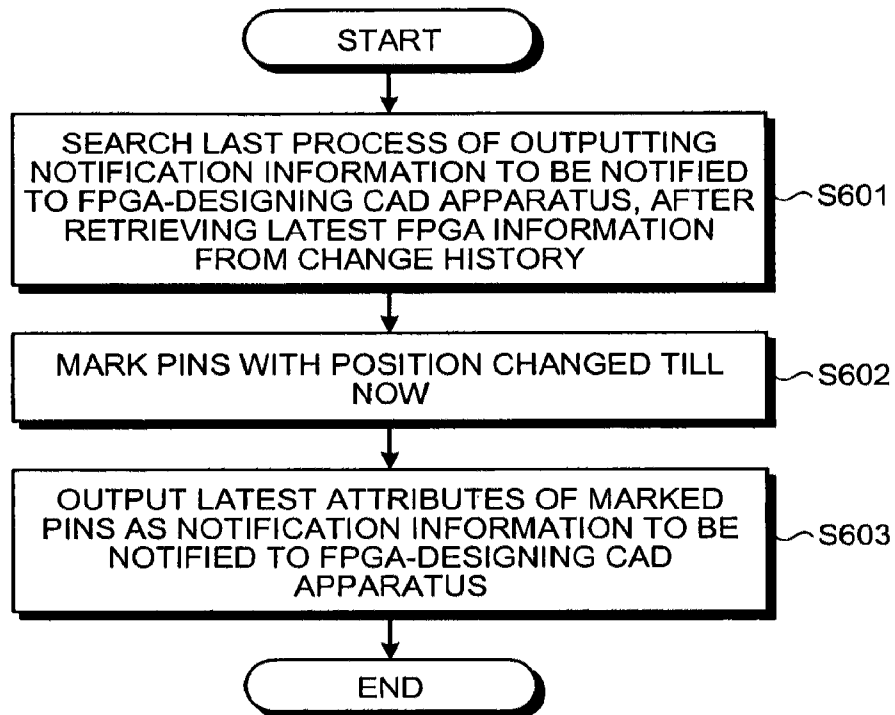 START
SEARCH LAST PROCESS OF OUTPUTTING
NOTIFICATION INFORMATION TO BE NOTIFIED
TO FPGA-DESIGNING CAD APPARATUS, AFTER
RETRIEVING LATEST FPGA INFORMATION
FROM CHANGE HISTORY
S601
MARK PINS WITH POSITION CHANGED TILL
NOW
S602
OUTPUT LATEST ATTRIBUTES OF MARKED
PINS AS NOTIFICATION INFORMATION TO BE
NOTIFIED TO FPGA-DESIGNING CAD
APPARATUS
S603
END